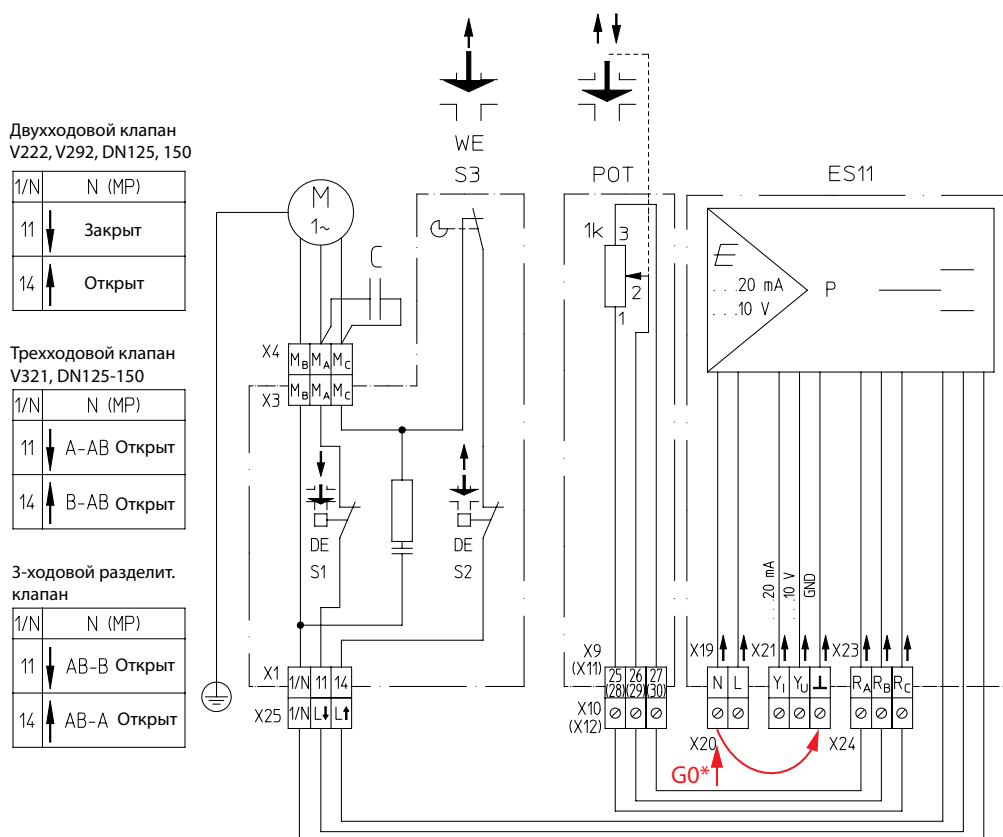 Двухходовой клапан
V222, V292, DN125, 150
1/N N (MP)
11 Закрыт
14 Открыт
Трехходовой клапан
V321, DN125-150
1/N N (MP)
11 A-AB Открыт
14 B-AB Открыт
3-ходовой разделит.
клапан
1/N N (MP)
11 AB-B Открыт
14 AB-A Открыт
WE
S3
POT
ES11
M
1~
C
1k
3
2
1
E
...20 mA
...10 V
P
X4
MB MA MC
X3
MB MA MC
DE
S1
DE
S2
...20 mA
...10 V
GND
X1
1/N 11 14
X25
1/N L L
X9
(X11)
25 26 27
(28) (29) (30)
X10
(X12)
X19
N L
X20
X21
YI YU ⊥
X23
RA RB RC
X24
G0*